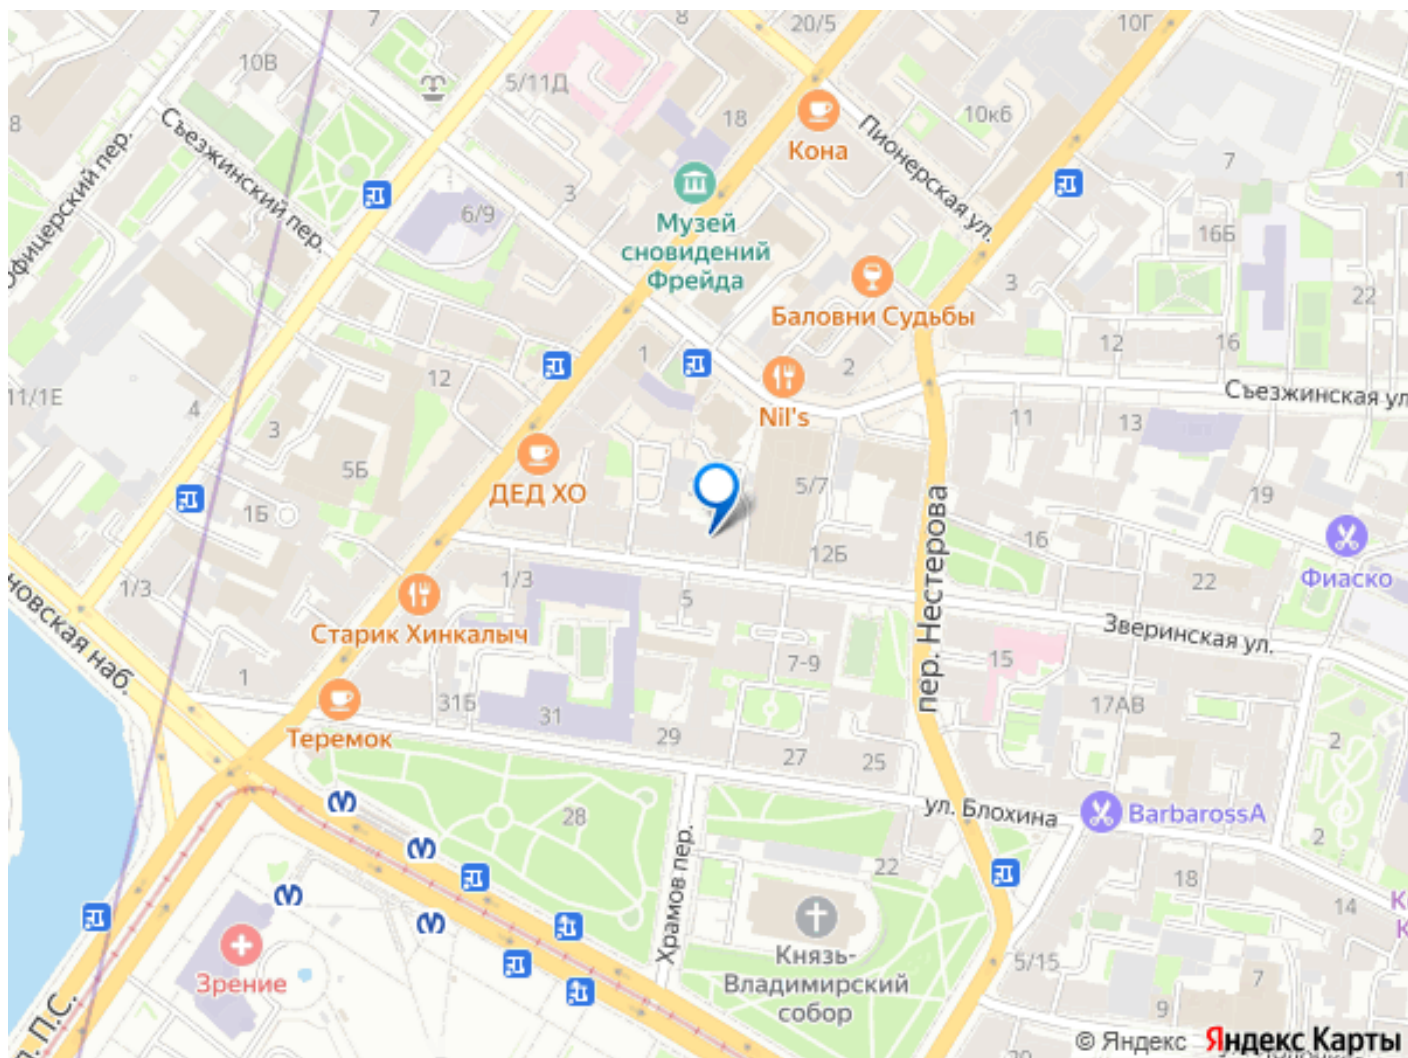 7
8
20/5
10Г
10В
5/11Д
18
Кона
10к6
8
Съезжинский пер.
Офицерский пер.
Пионерская ул.
7
3
6/9
Музей
сновидений
Фрейда
16Б
3
22
Баловни Судьбы
1
2
12
16
12
11/1Е
4
Nil's
11
13
Съезжинская ул
3
5Б
ДЕД ХО
5/7
19
1Б
пер. Нестерова
16
12Б
Фиаско
22
1/3
1/3
5
Старик Хинкалыч
Зверинская ул.
новская наб.
7-9
15
1
31Б
31
17АВ
Теремок
29
27
25
2
28
ул. Блохина
BarbarossA
2
Храмов пер.
22
18
14
Князь-
Владимирский
собор
Зрение
5/15
7
9
П.С.
20
© Яндекс Яндекс Карты